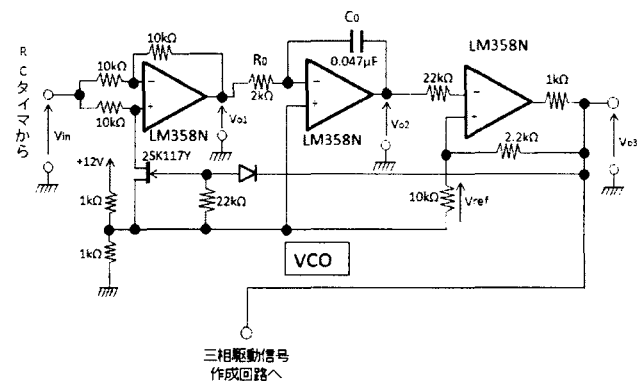 C₀
0.047μF
10kΩ
10kΩ
10kΩ
R₀
2kΩ
LM358N
22kΩ
1kΩ
RCタイマから
Vin
LM358N
Vo1
LM358N
Vo2
2.2kΩ
Vo3
2SK117Y
+12V
22kΩ
10kΩ
Vref
1kΩ
1kΩ
VCO
三相駆動信号
作成回路へ